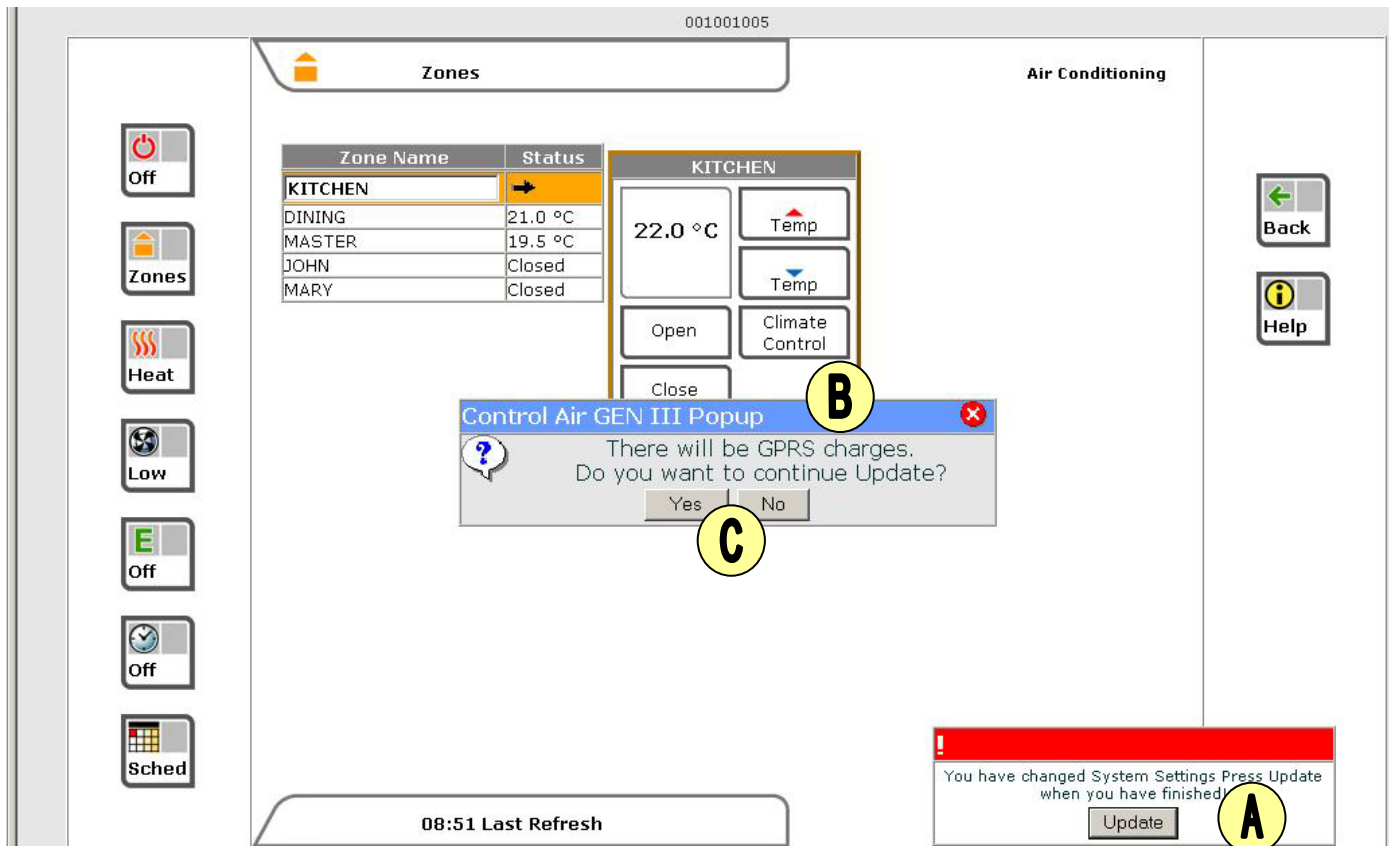 001001005
Zones
Air Conditioning
Off
Zones
Heat
Low
E
Off
Off
Sched
Zone Name Status
KITCHEN
DINING 21.0 °C
MASTER 19.5 °C
JOHN Closed
MARY Closed
KITCHEN
22.0 °C
Temp
Temp
Open
Climate
Control
Close
B
Control Air GEN III Popup
?
There will be GPRS charges.
Do you want to continue Update?
Yes No
C
Back
i
Help
!
You have changed System Settings Press Update
when you have finished!
Update
A
08:51 Last Refresh